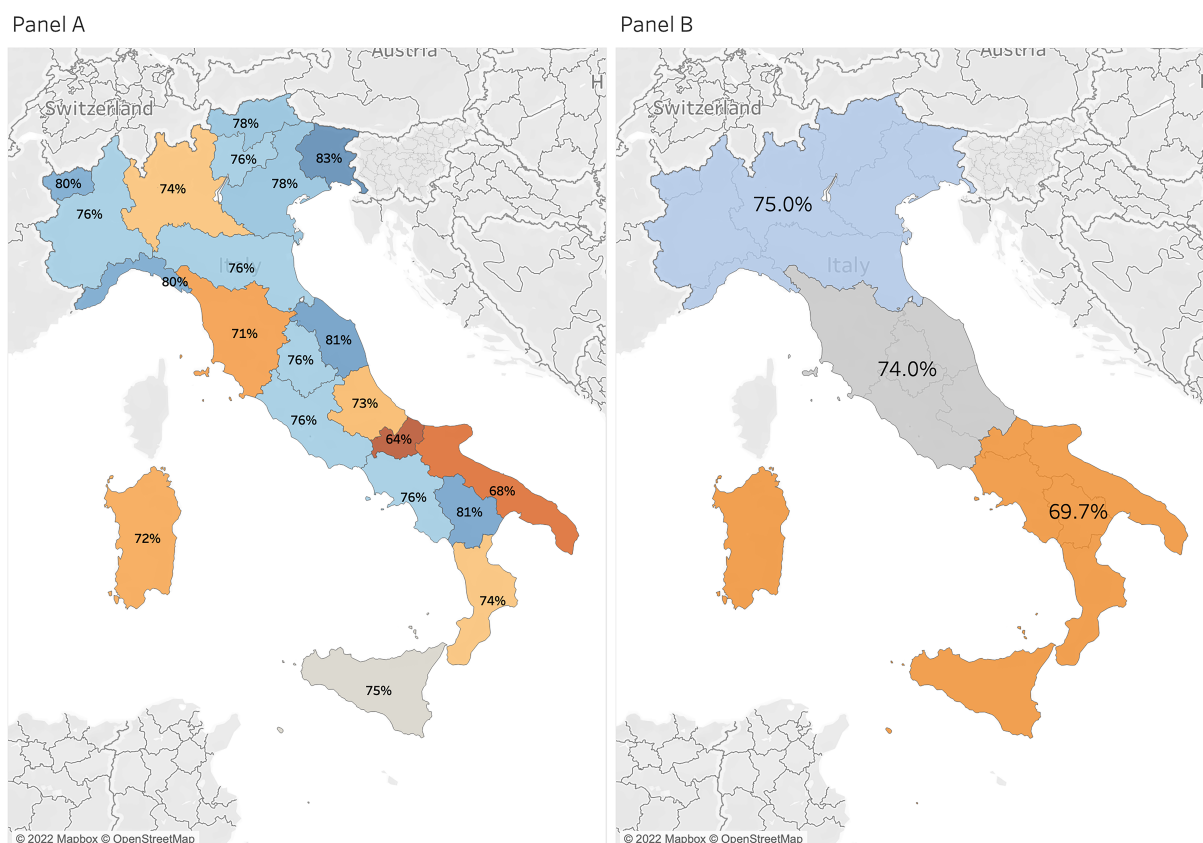 Panel A
Panel B
Austria
Austria
H
Switzerland
Switzerland
78%
76%
83%
80%
74%
78%
76%
75.0%
76%
Italy
Italy
80%
71%
81%
76%
74.0%
73%
76%
64%
68%
76%
81%
69.7%
72%
74%
75%
© 2022 Mapbox © OpenStreetMap
© 2022 Mapbox © OpenStreetMap